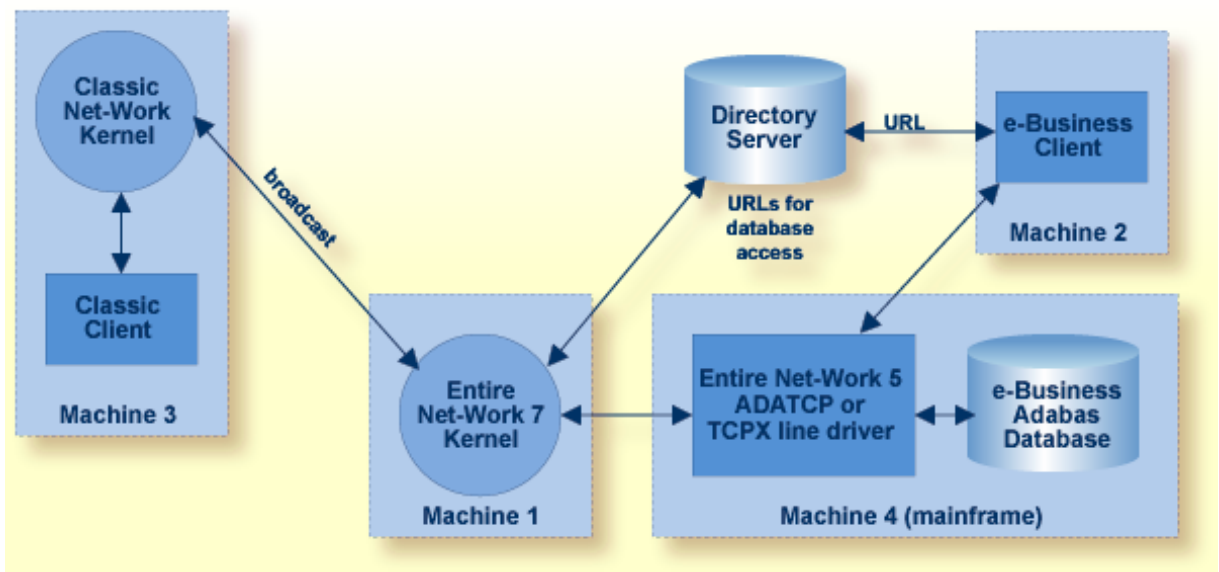 Classic
Net-Work
Kernel
broadcast
Classic
Client
Machine 3
Directory
Server
URLs for
database
access
URL
e-Business
Client
Machine 2
Entire
Net-Work 7
Kernel
Machine 1
Entire Net-Work 5
ADATCP or
TCPX line driver
e-Business
Adabas
Database
Machine 4 (mainframe)